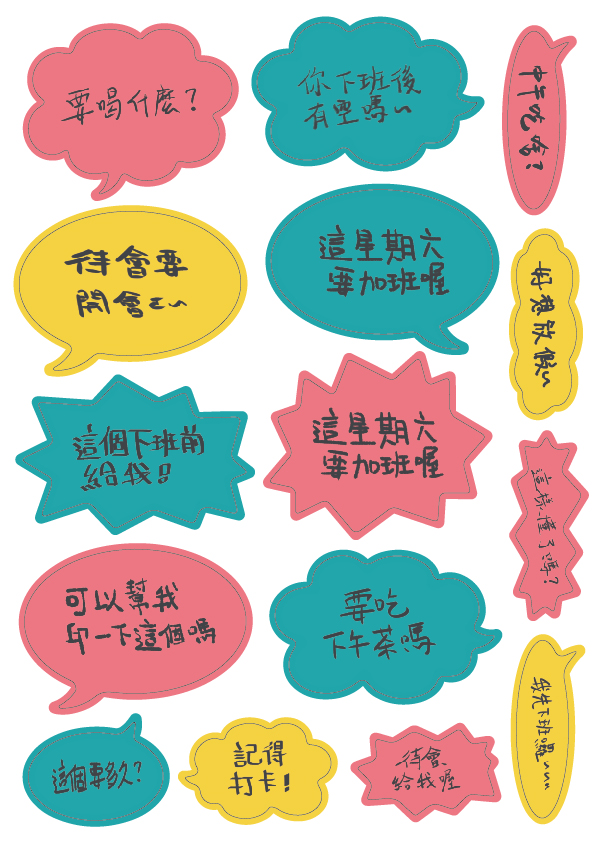 要喝什麼?
你下班後
有空嗎~
中午吃啥?
待會要
開會ㄛ~
這星期六
要加班喔
好想放假~
這個下班前
給我!!
這星期六
要加班喔
這樣懂了嗎?
可以幫我
印一下這個嗎
要吃
下午茶嗎
我先下班囉~~
這個要多久?
記得
打卡!
待會
給我喔